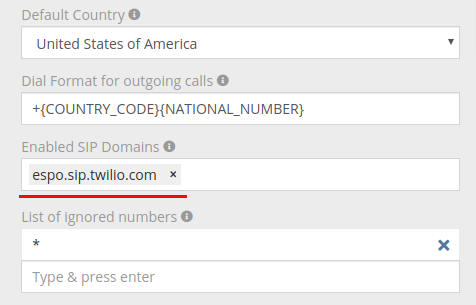 Default Country
United States of America
Dial Format for outgoing calls
+{COUNTRY_CODE}{NATIONAL_NUMBER}
Enabled SIP Domains
espo.sip.twilio.com ×
List of ignored numbers
*
Type & press enter